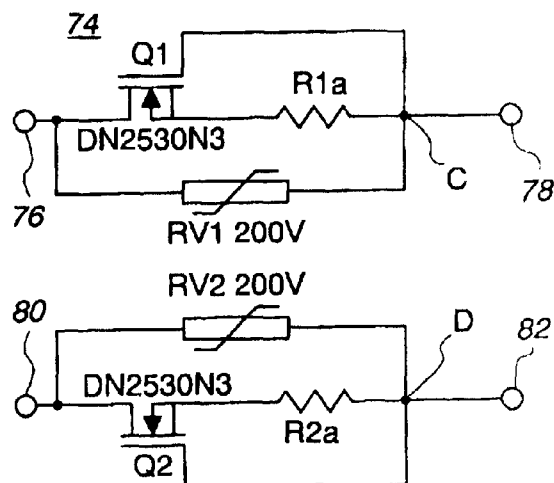 74
Q1
R1a
DN2530N3
76
C
78
RV1 200V
RV2 200V
80
D
82
DN2530N3
R2a
Q2